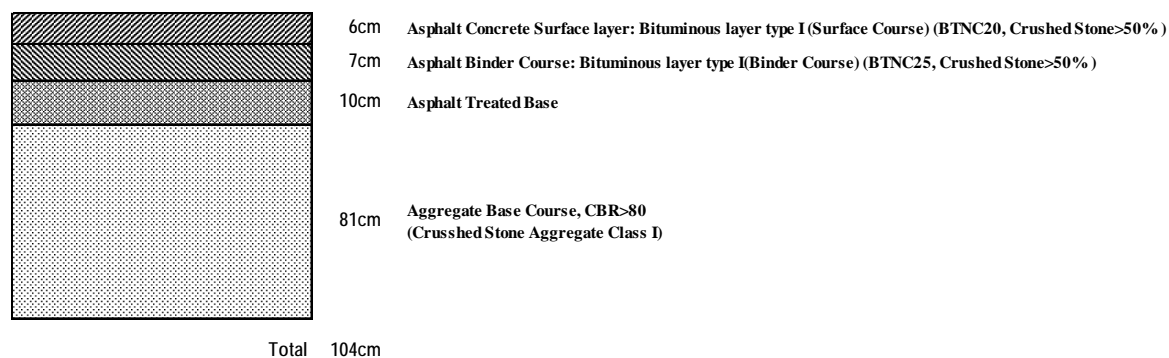 6cm Asphalt Concrete Surface layer: Bituminous layer type I (Surface Course) (BTNC20, Crushed Stone>50%)
7cm Asphalt Binder Course: Bituminous layer type I(Binder Course) (BTNC25, Crushed Stone>50%)
10cm Asphalt Treated Base
81cm Aggregate Base Course, CBR>80
(Crusshed Stone Aggregate Class I)
Total 104cm